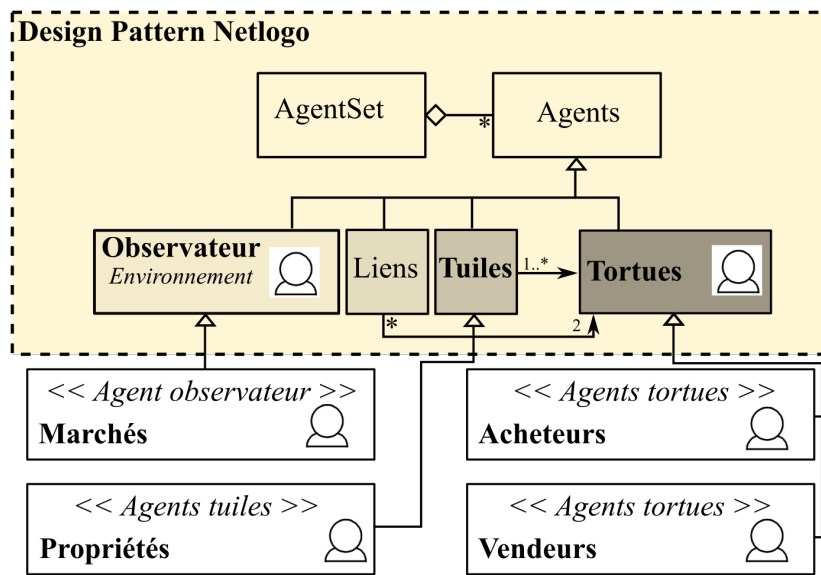 Design Pattern Netlogo
AgentSet
*
Agents
Observateur
Environnement
Liens
Tuiles
1..*
Tortues
*
2
<< Agent observateur >>
Marchés
<< Agents tortues >>
Acheteurs
<< Agents tuiles >>
Propriétés
<< Agents tortues >>
Vendeurs